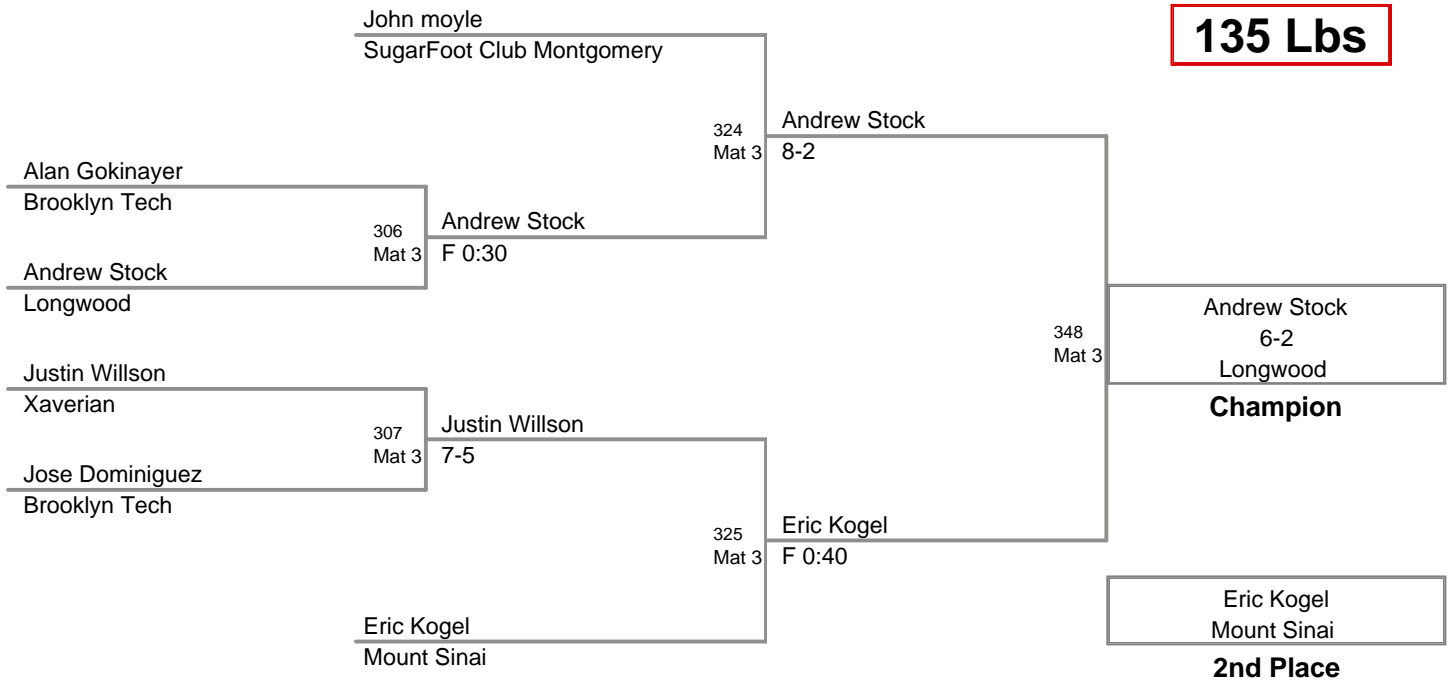 John moyle
SugarFoot Club Montgomery
135 Lbs
324
Mat 3
Andrew Stock
8-2
Alan Gokinayer
Brooklyn Tech
306
Mat 3
Andrew Stock
F 0:30
Andrew Stock
Longwood
348
Mat 3
Andrew Stock
6-2
Longwood
Champion
Justin Willson
Xaverian
307
Mat 3
Justin Willson
7-5
Jose Dominiguez
Brooklyn Tech
325
Mat 3
Eric Kogel
F 0:40
Eric Kogel
Mount Sinai
Eric Kogel
Mount Sinai
2nd Place